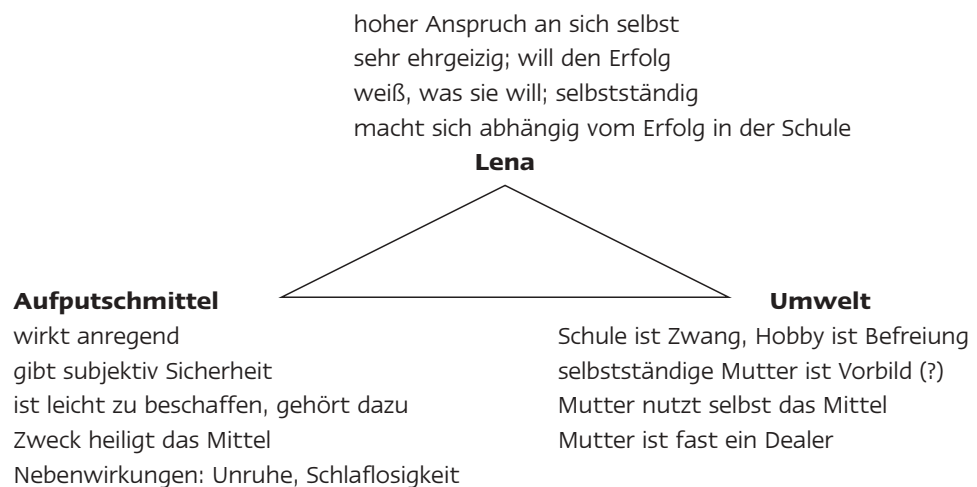 hoher Anspruch an sich selbst
sehr ehrgeizig; will den Erfolg
weiß, was sie will; selbstständig
macht sich abhängig vom Erfolg in der Schule
Lena
Aufputschmittel
wirkt anregend
gibt subjektiv Sicherheit
ist leicht zu beschaffen, gehört dazu
Zweck heiligt das Mittel
Nebenwirkungen: Unruhe, Schlaflosigkeit
Umwelt
Schule ist Zwang, Hobby ist Befreiung
selbstständige Mutter ist Vorbild (?)
Mutter nutzt selbst das Mittel
Mutter ist fast ein Dealer